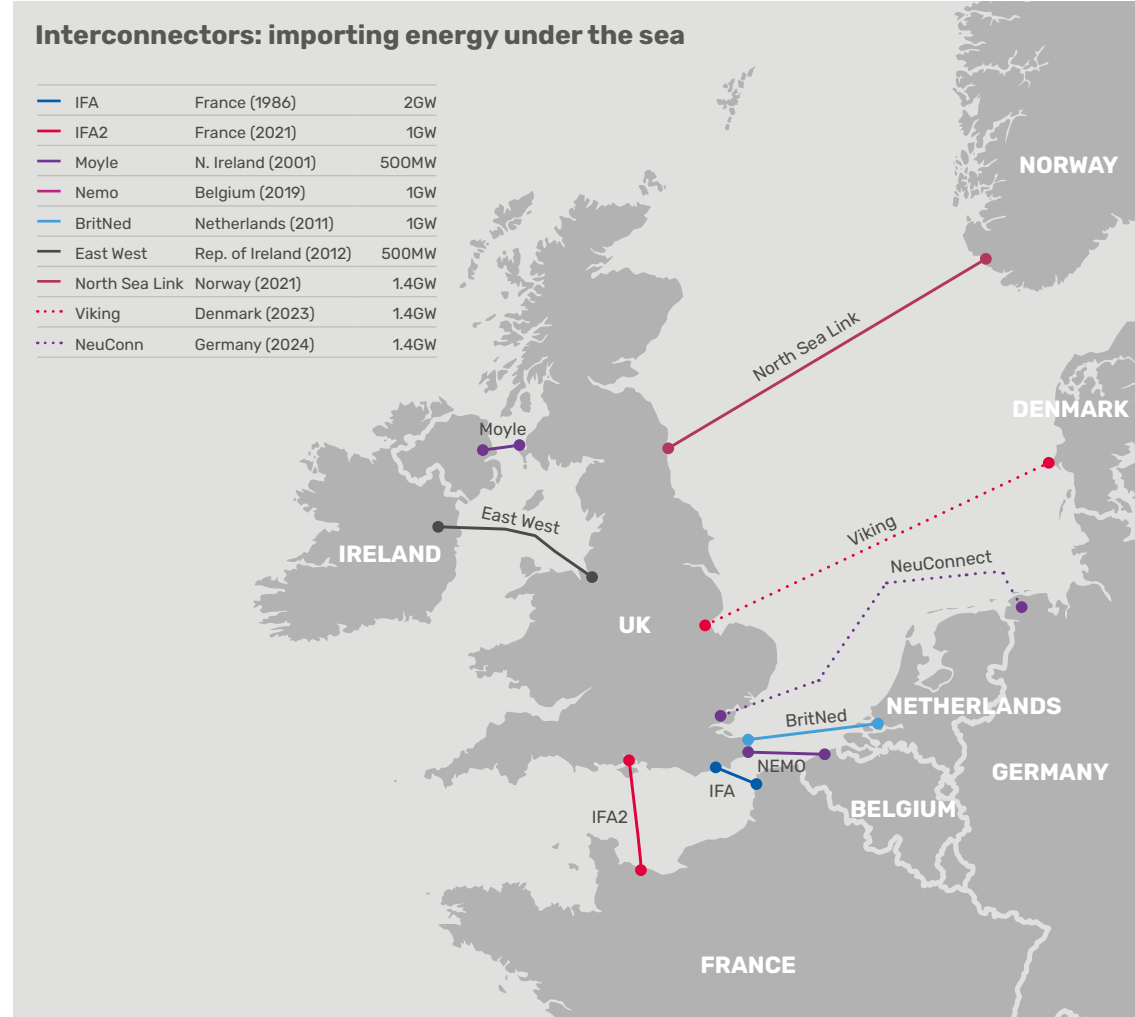 Interconnectors: importing energy under the sea
IFA France (1986) 2GW
IFA2 France (2021) 1GW
Moyle N. Ireland (2001) 500MW
Nemo Belgium (2019) 1GW
BritNed Netherlands (2011) 1GW
East West Rep. of Ireland (2012) 500MW
North Sea Link Norway (2021) 1.4GW
Viking Denmark (2023) 1.4GW
NeuConn Germany (2024) 1.4GW
NORWAY
North Sea Link
DENMARK
Moyle
East West
IRELAND
Viking
NeuConnect
UK
NETHERLANDS
BritNed
NEMO
GERMANY
IFA
BELGIUM
IFA2
FRANCE